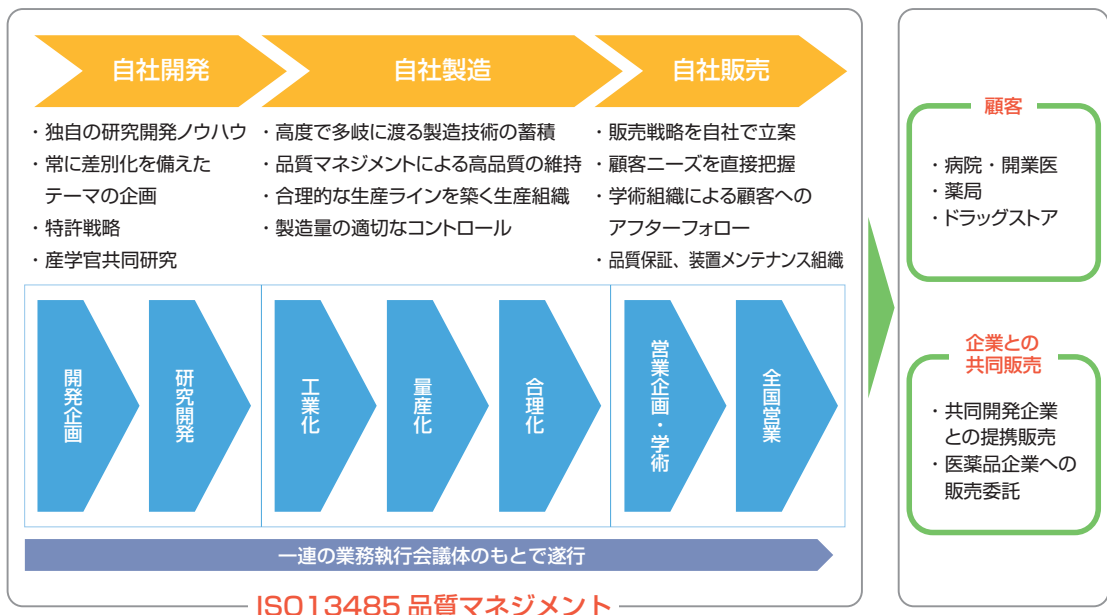 自社開発
・独自の研究開発ノウハウ
・常に差別化を備えた
テーマの企画
・特許戦略
・産学官共同研究
自社製造
・高度で多岐に渡る製造技術の蓄積
・品質マネジメントによる高品質の維持
・合理的な生産ラインを築く生産組織
・製造量の適切なコントロール
自社販売
・販売戦略を自社で立案
・顧客ニーズを直接把握
・学術組織による顧客への
アフターフォロー
・品質保証、装置メンテナンス組織
開発企画
研究開発
工業化
量産化
合理化
営業企画・学術
全国営業
一連の業務執行会議体のもとで遂行
ISO13485 品質マネジメント
顧客
・病院・開業医
・薬局
・ドラッグストア
企業との
共同販売
・共同開発企業
との提携販売
・医薬品企業への
販売委託